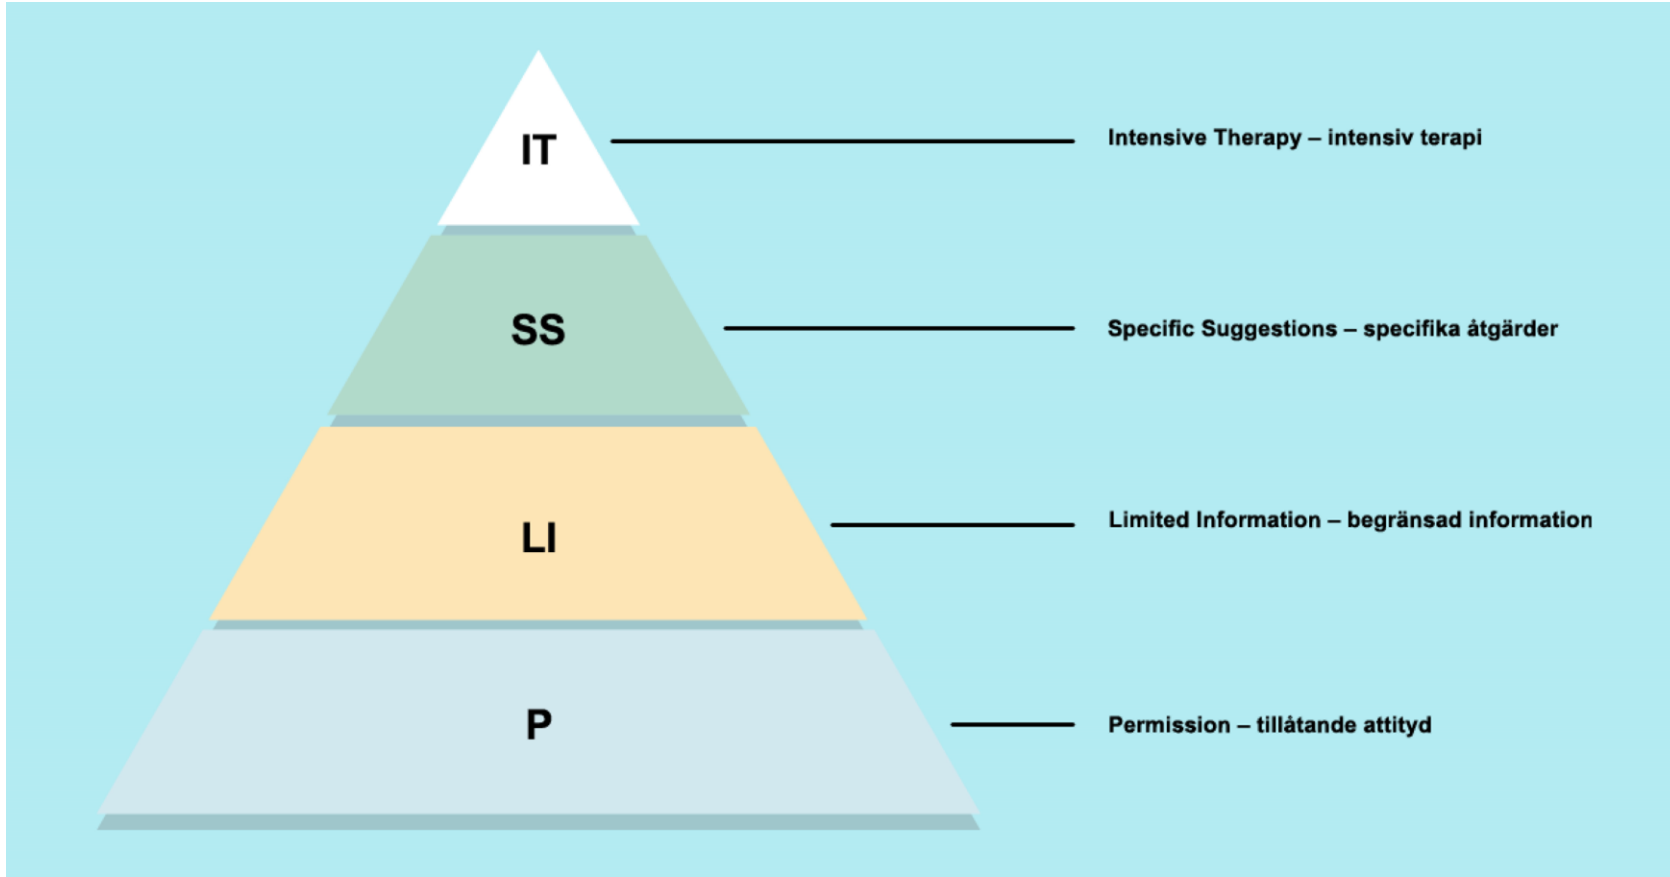 IT
Intensive Therapy – intensiv terapi
SS
Specific Suggestions – specifika åtgärder
LI
Limited Information – begränsad information
P
Permission – tillåtande attityd